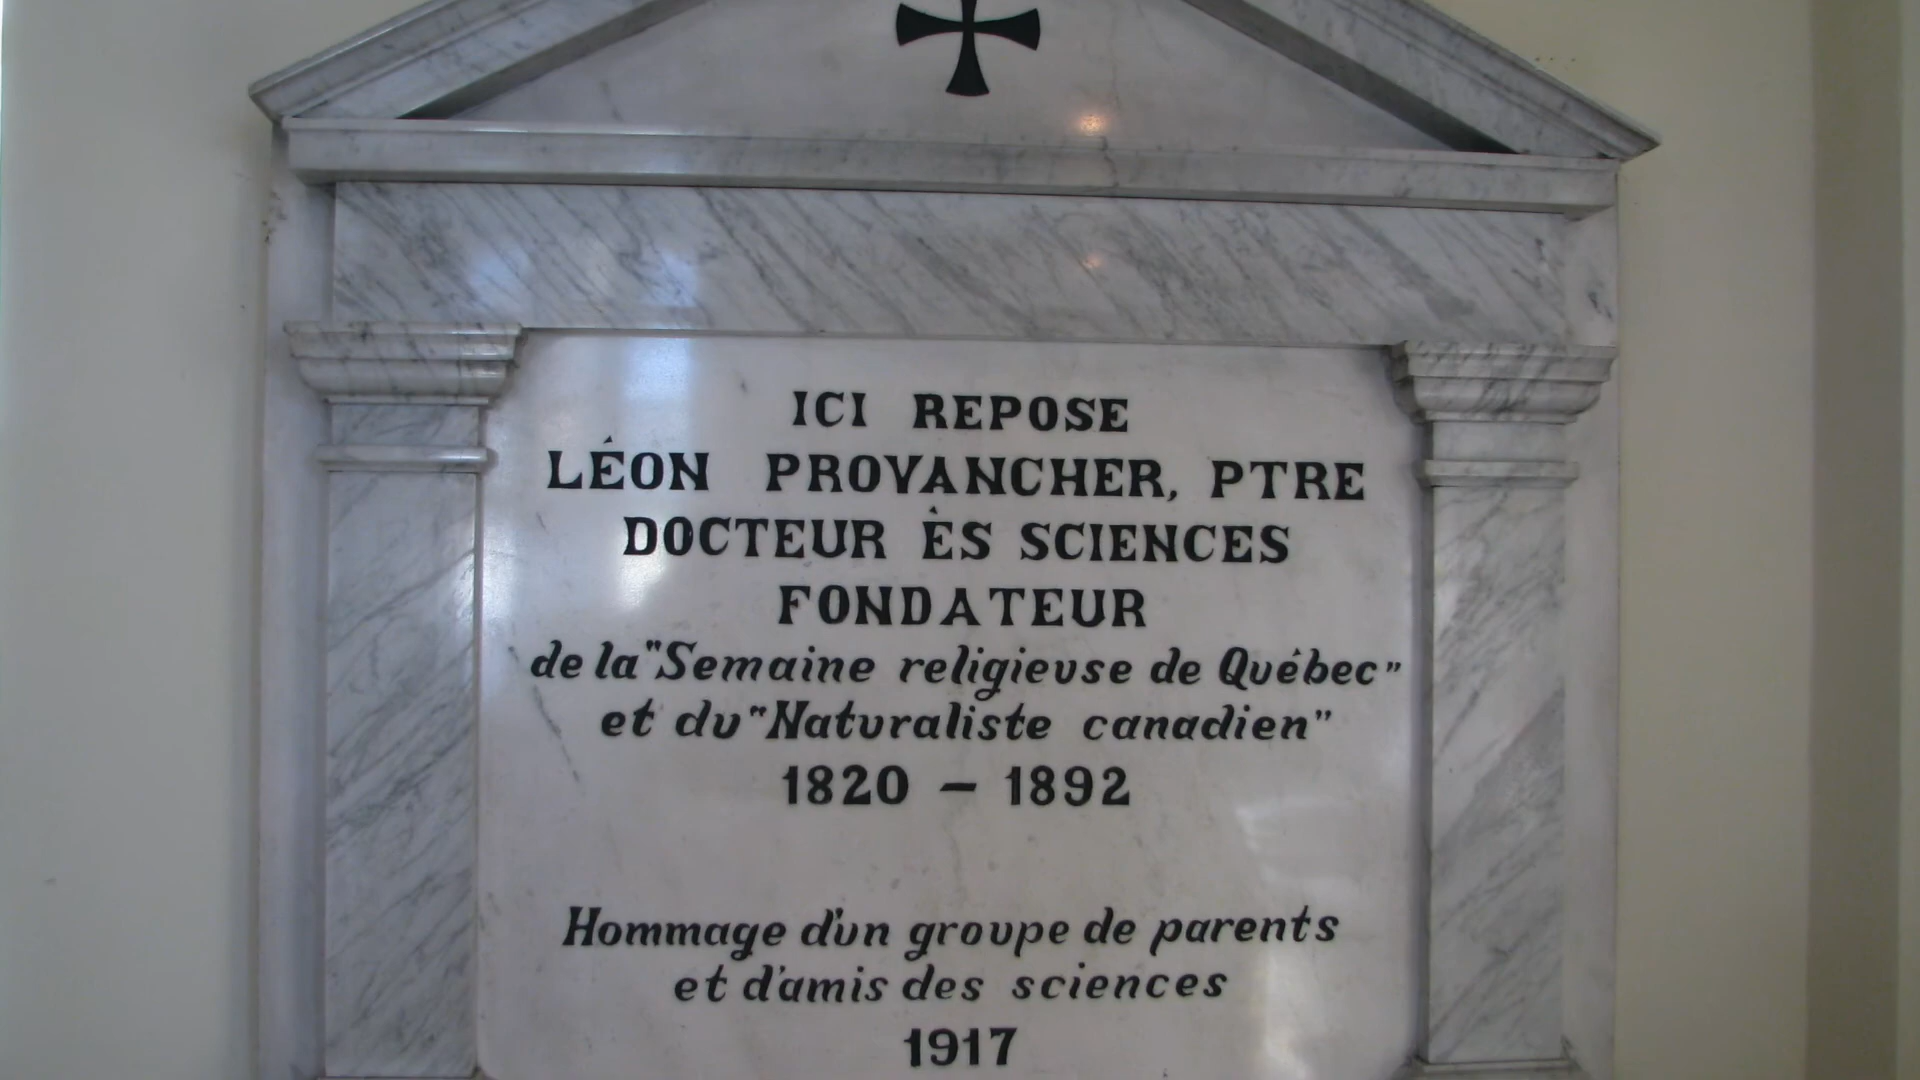 ICI REPOSE
LÉON PROVANCHER, PTRE
DOCTEUR ÈS SCIENCES
FONDATEUR
de la "Semaine religieuse de Québec"
et du "Naturaliste canadien"
1820 – 1892
Hommage d'un groupe de parents
et d'amis des sciences
1917